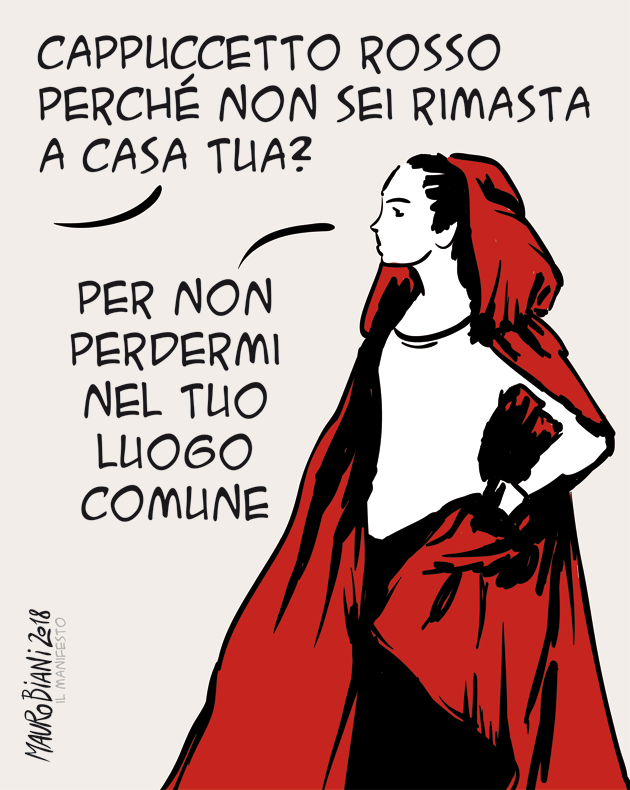 CAPPUCCETTO ROSSO
PERCHÉ NON SEI RIMASTA
A CASA TUA?
PER NON
PERDERMI
NEL TUO
LUOGO
COMUNE
MAURO BIANI 2018
IL MANIFESTO